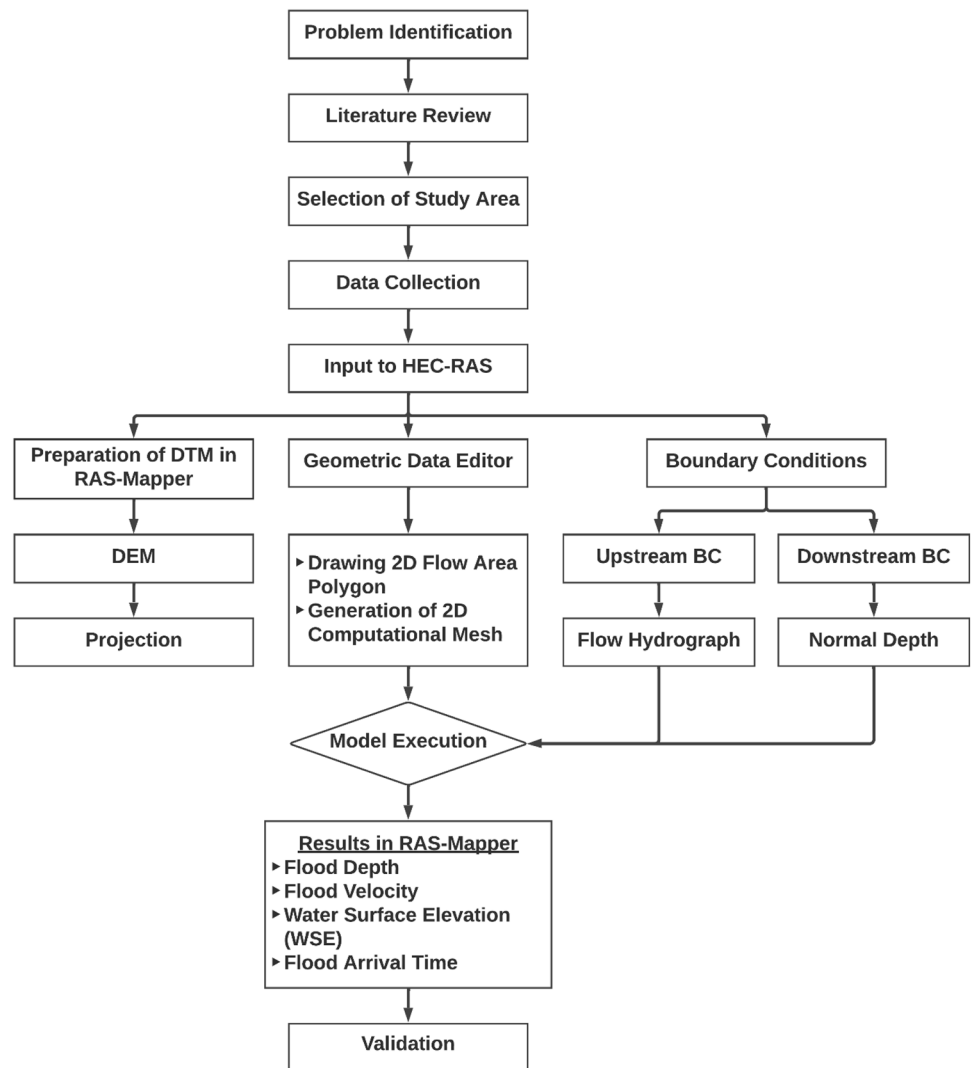 Problem Identification
Literature Review
Selection of Study Area
Data Collection
Input to HEC-RAS
Preparation of DTM in
RAS-Mapper
Geometric Data Editor
Boundary Conditions
DEM
‣ Drawing 2D Flow Area
Polygon
‣ Generation of 2D
Computational Mesh
Upstream BC
Downstream BC
Projection
Flow Hydrograph
Normal Depth
Model Execution
Results in RAS-Mapper
‣ Flood Depth
‣ Flood Velocity
‣ Water Surface Elevation
(WSE)
‣ Flood Arrival Time
Validation